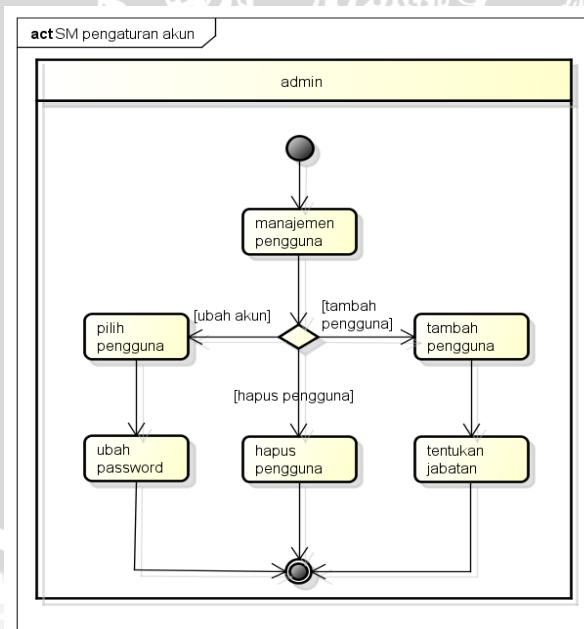 act SM pengaturan akun
admin
manajemen
pengguna
[ubah akun]
[tambah
pengguna]
pilih
pengguna
tambah
pengguna
[hapus pengguna]
ubah
password
hapus
pengguna
tentukan
jabatan